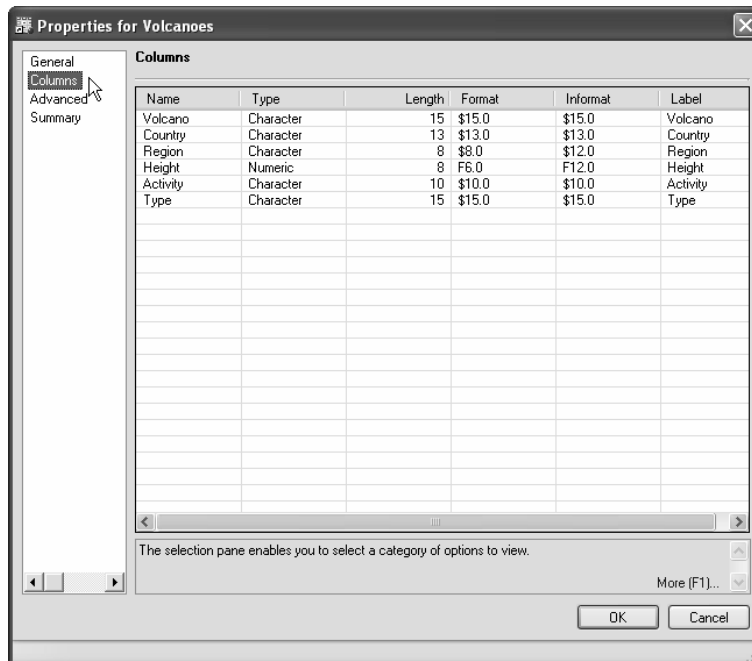 Properties for Volcanoes
General
Columns
Advanced
Summary
Columns
Name Type Length Format Informat Label
Volcano Character 15 $15.0 $15.0 Volcano
Country Character 13 $13.0 $13.0 Country
Region Character 8 $8.0 $12.0 Region
Height Numeric 8 F6.0 F12.0 Height
Activity Character 10 $10.0 $10.0 Activity
Type Character 15 $15.0 $15.0 Type
The selection pane enables you to select a category of options to view.
More (F1)...
OK Cancel